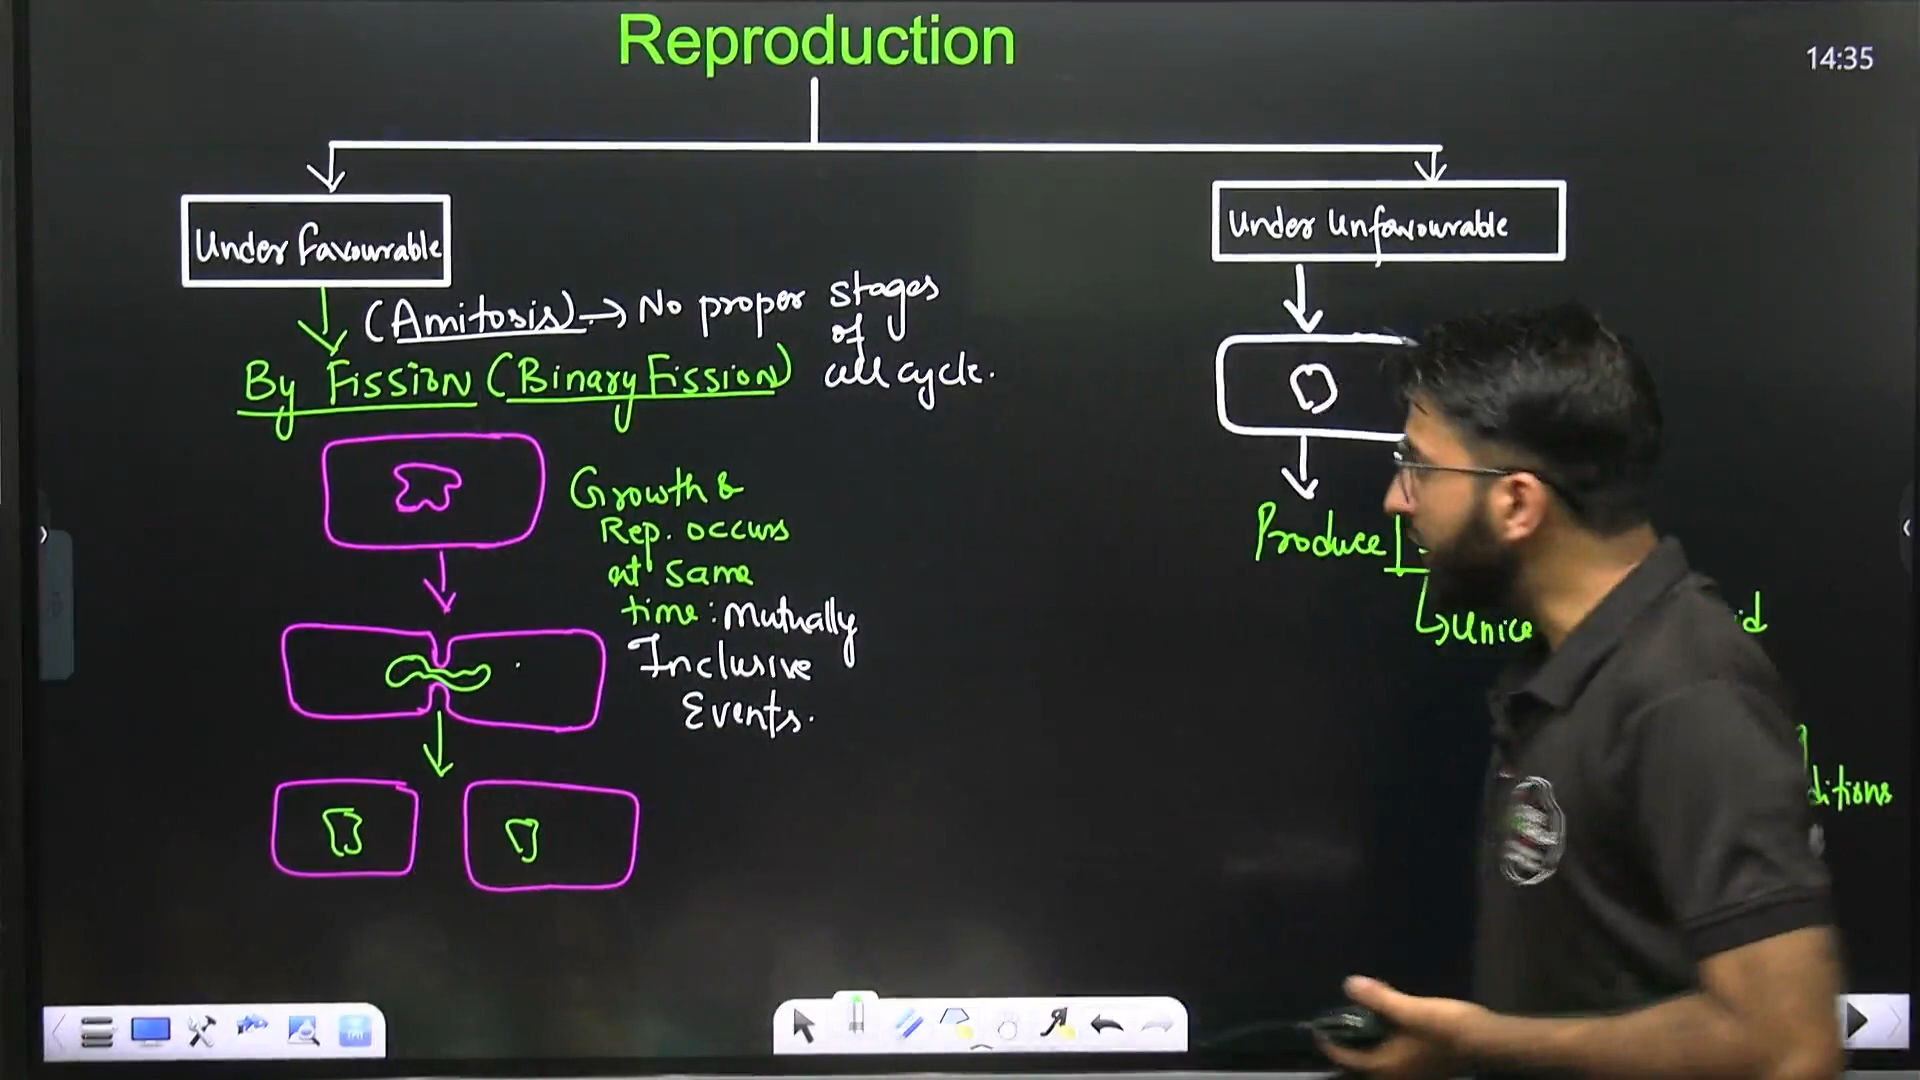 Reproduction
14:35
Under favourable
Under Unfavourable
(Amitosis) → No proper stages
of
cell cycle.
By Fission (Binary Fission)
Growth &
Rep. occurs
at same
time: Mutually
Inclusive
Events.
Produce